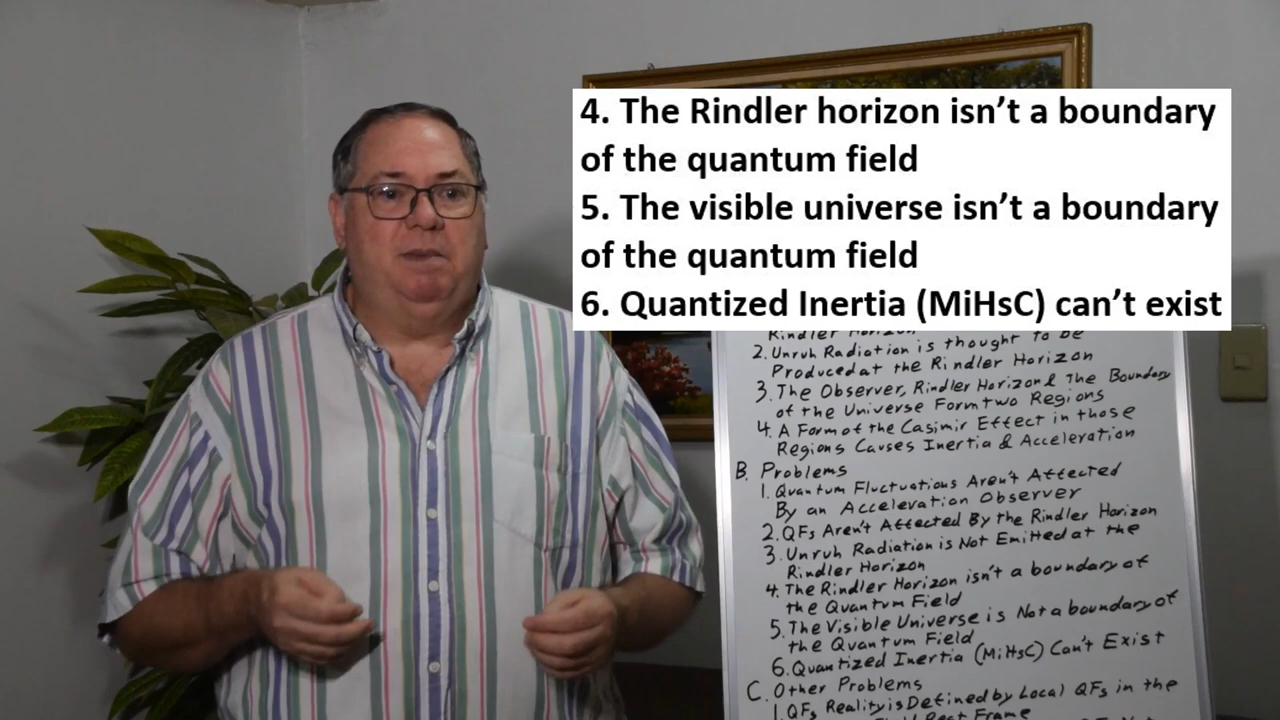 4. The Rindler horizon isn't a boundary
of the quantum field
5. The visible universe isn't a boundary
of the quantum field
6. Quantized Inertia (MiHsC) can't exist
Rindler Horizon
2. Unruh Radiation is thought to be
Produced at the Rindler Horizon
3. The Observer, Rindler Horizon & The Boundary
of the Universe Form two Regions
4. A Form of the Casimir Effect in those
Regions Causes Inertia & Acceleration
B. Problems
1. Quantum Fluctuations Aren't Affected
By an Acceleration Observer
2. QFs Aren't Affected By the Rindler Horizon
3. Unruh Radiation is Not Emitted at the
Rindler Horizon
4. The Rindler Horizon isn't a boundary of
the Quantum Field
5. The Visible Universe is Not a boundary of
the Quantum Field
6. Quantized Inertia (MiHsC) Can't Exist
C. Other Problems
1. QFs Reality is Defined by Local QFs in the
Field Rest Frame